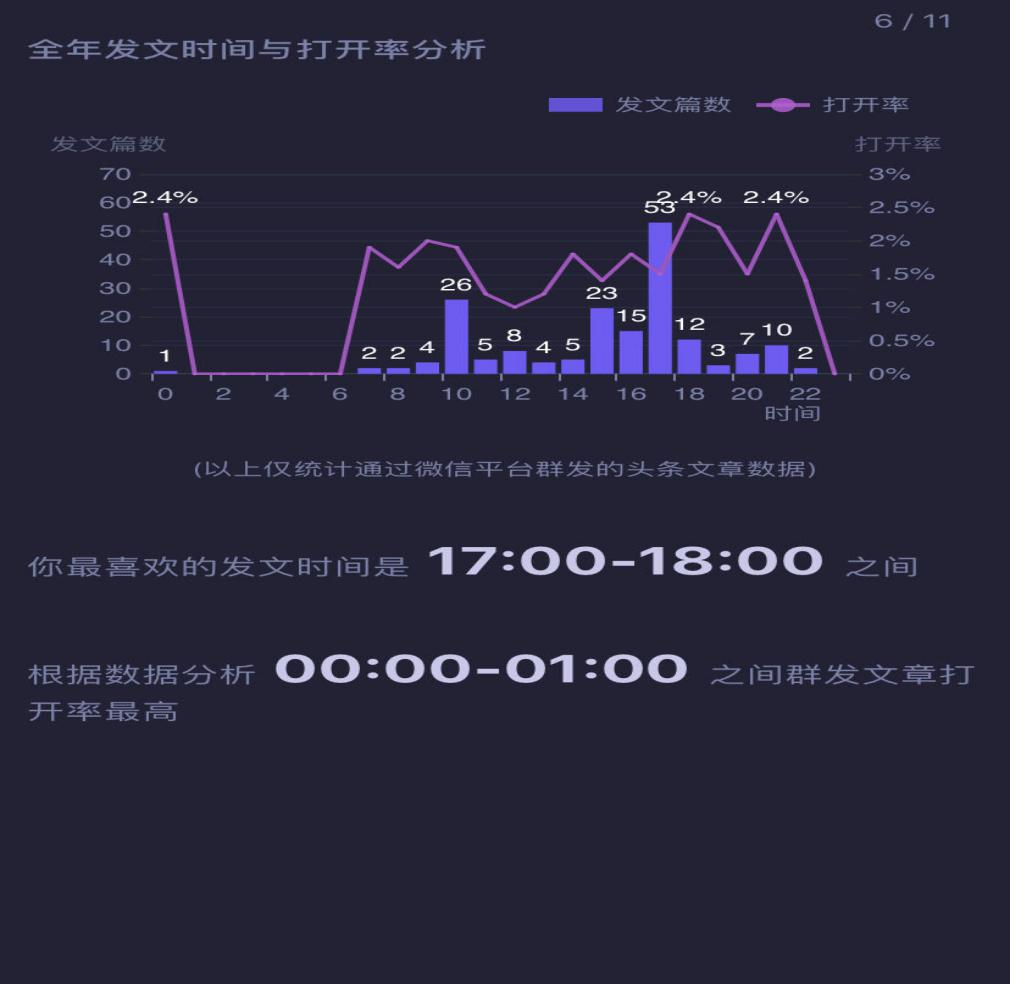 6 / 11
全年发文时间与打开率分析
发文篇数 打开率
发文篇数 打开率
70 3%
60 2.4% 2.4% 2.4% 2.5%
53
50 2%
40 1.5%
30 26 23 1%
20 15 12 0.5%
10 1 2 2 4 5 8 4 5 3 7 10 2
0 0%
0 2 4 6 8 10 12 14 16 18 20 22
时间
(以上仅统计通过微信平台群发的头条文章数据)
你最喜欢的发文时间是 17:00-18:00 之间
根据数据分析 00:00-01:00 之间群发文章打
开率最高